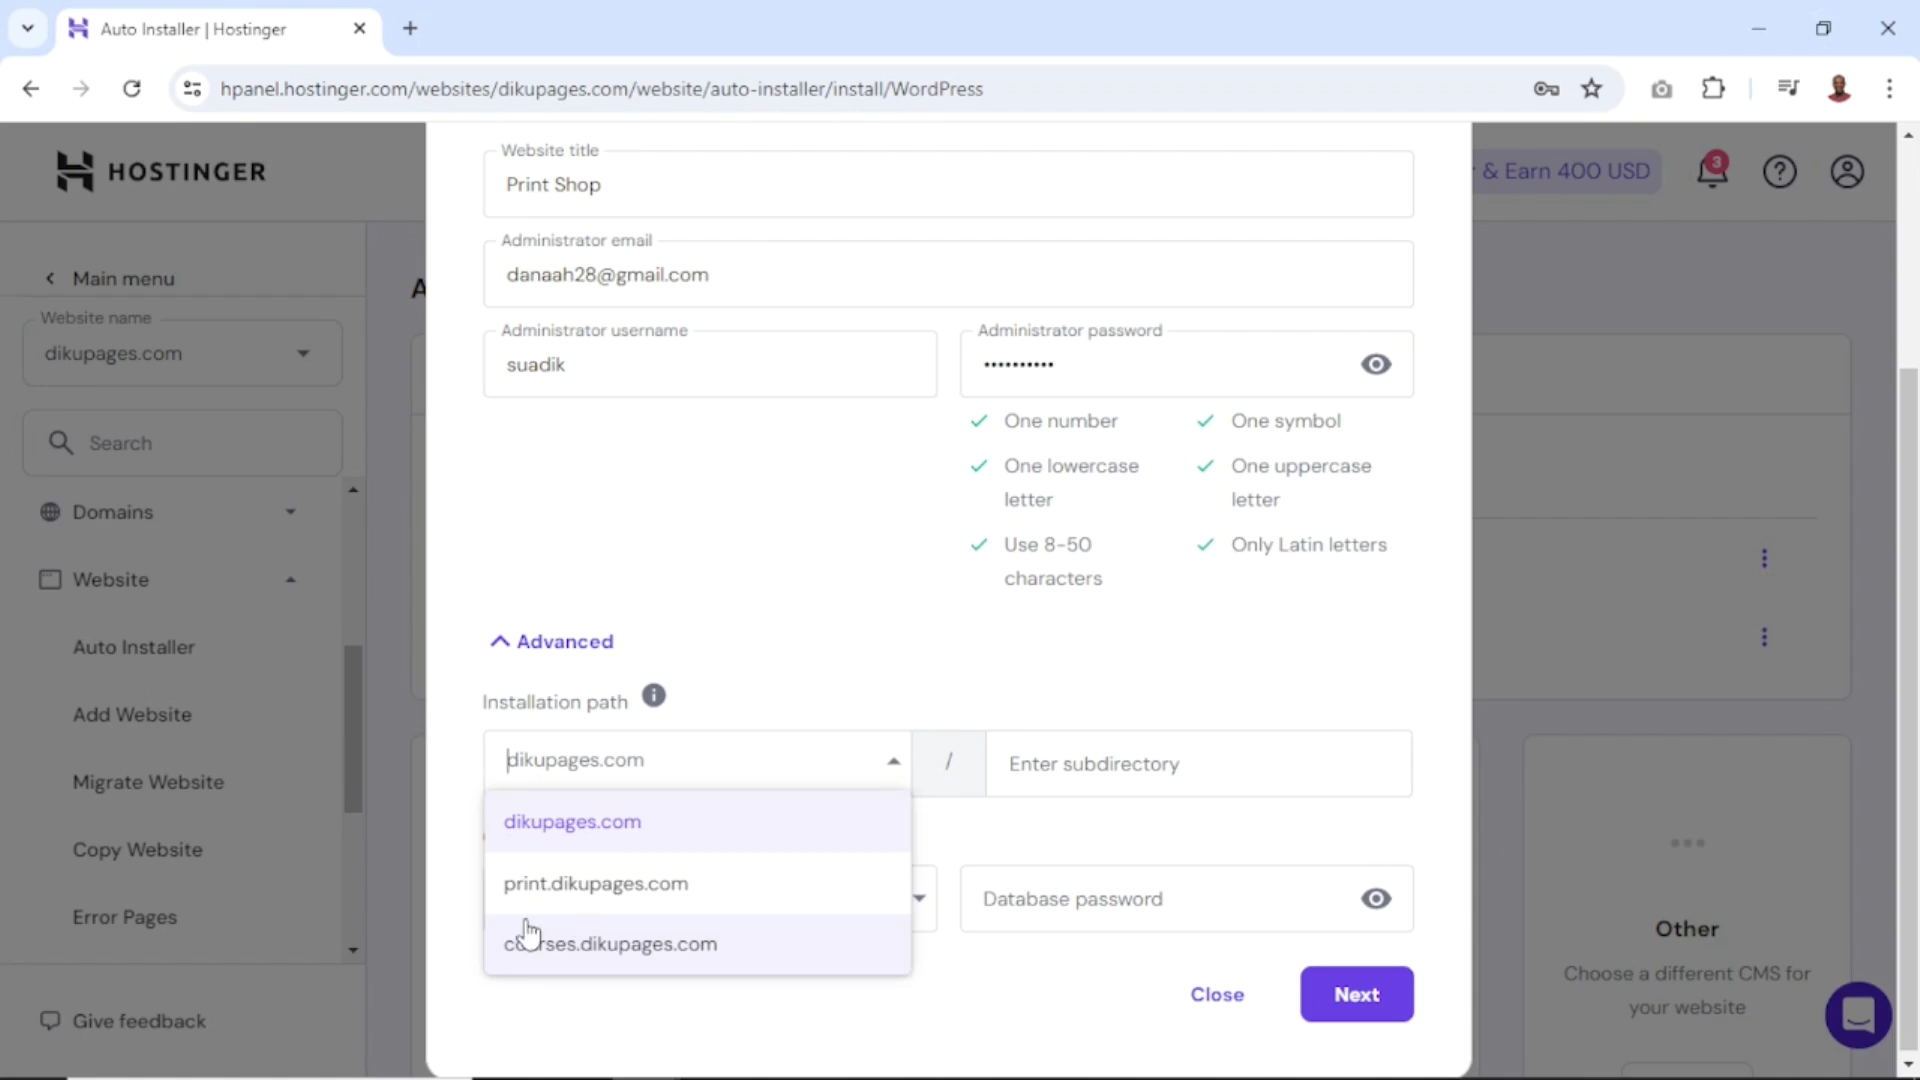 Auto Installer | Hostinger
hpanel.hostinger.com/websites/dikupages.com/website/auto-installer/install/WordPress
HOSTINGER
& Earn 400 USD
3
Main menu
Website name
dikupages.com
Search
Domains
Website
Auto Installer
Add Website
Migrate Website
Copy Website
Error Pages
Give feedback
A
Website title
Print Shop
Administrator email
danaah28@gmail.com
Administrator username
suadik
Administrator password
••••••••••
One number
One symbol
One lowercase
letter
One uppercase
letter
Use 8-50
characters
Only Latin letters
Advanced
Installation path
dikupages.com
/
Enter subdirectory
dikupages.com
print.dikupages.com
courses.dikupages.com
Database password
Close
Next
Other
Choose a different CMS for
your website